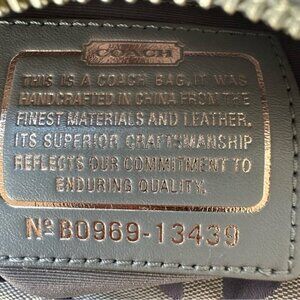 COACH
THIS IS A COACH BAG. IT WAS
HANDCRAFTED IN CHINA FROM THE
FINEST MATERIALS AND LEATHER.
ITS SUPERIOR CRAFTSMANSHIP
REFLECTS OUR COMMITMENT TO
ENDURING QUALITY.
Nº B0969-13439